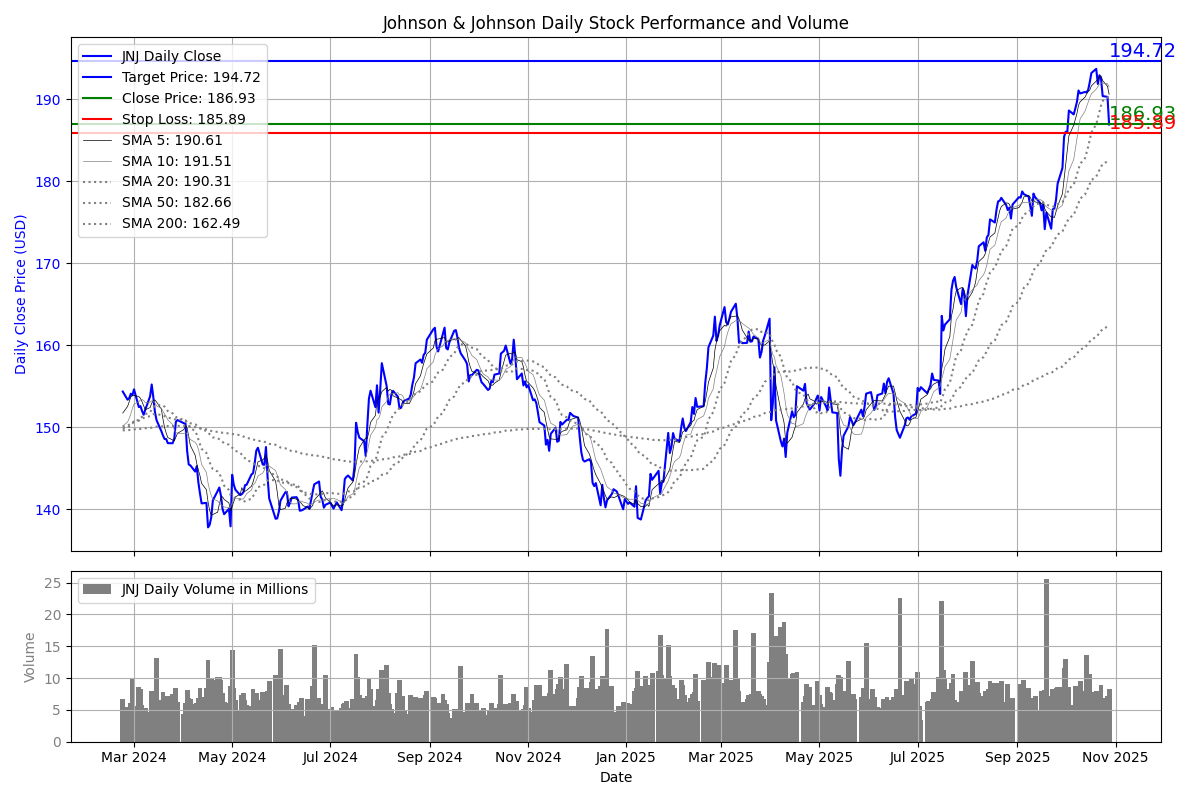 Johnson & Johnson Daily Stock Performance and Volume
JNJ Daily Close
Target Price: 194.72
Close Price: 186.93
Stop Loss: 185.89
SMA 5: 190.61
SMA 10: 191.51
SMA 20: 190.31
SMA 50: 182.66
SMA 200: 162.49
194.72
186.93
185.89
Daily Close Price (USD)
190
180
170
160
150
140
JNJ Daily Volume in Millions
Volume
25
20
15
10
5
0
Mar 2024 May 2024 Jul 2024 Sep 2024 Nov 2024 Jan 2025 Mar 2025 May 2025 Jul 2025 Sep 2025 Nov 2025
Date